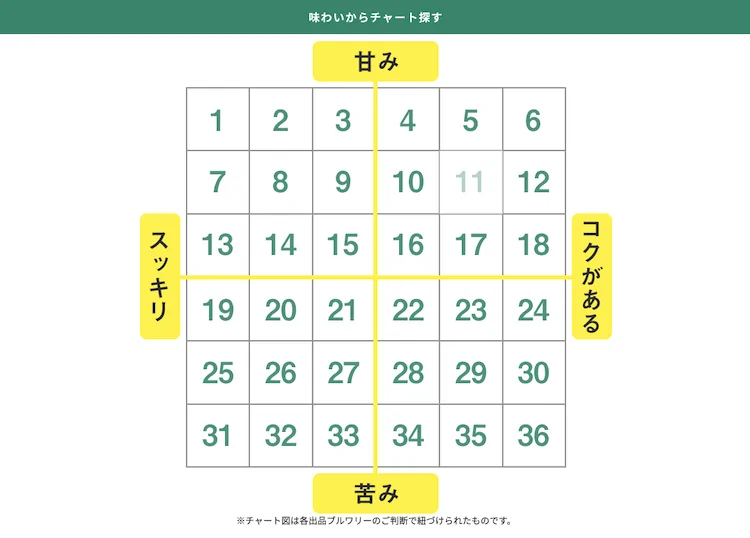 味わいからチャート探す
甘み
1 2 3 4 5 6
7 8 9 10 11 12
スッキリ
13 14 15 16 17 18
コクがある
19 20 21 22 23 24
25 26 27 28 29 30
31 32 33 34 35 36
苦み
※チャート図は各出品ブルワリーのご判断で紐づけられたものです。